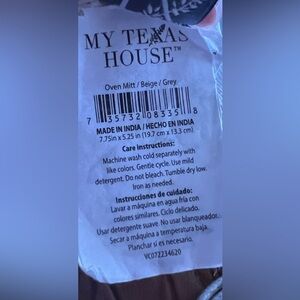 MY TEXAS
HOUSE™
Oven Mitt / Beige / Grey
7 35732 08335 8
MADE IN INDIA / HECHO EN INDIA
7.75in x 5.25 in (19.7 cm x 13.3 cm)
Care instructions:
Machine wash cold separately with
like colors. Gentle cycle. Use mild
detergent. Do not bleach. Tumble dry low.
Iron as needed.
Instrucciones de cuidado:
Lavar a máquina en agua fría con
colores similares. Ciclo delicado.
Usar detergente suave. No usar blanqueador.
Secar a máquina a temperatura baja.
Planchar si es necesario.
VC072234620